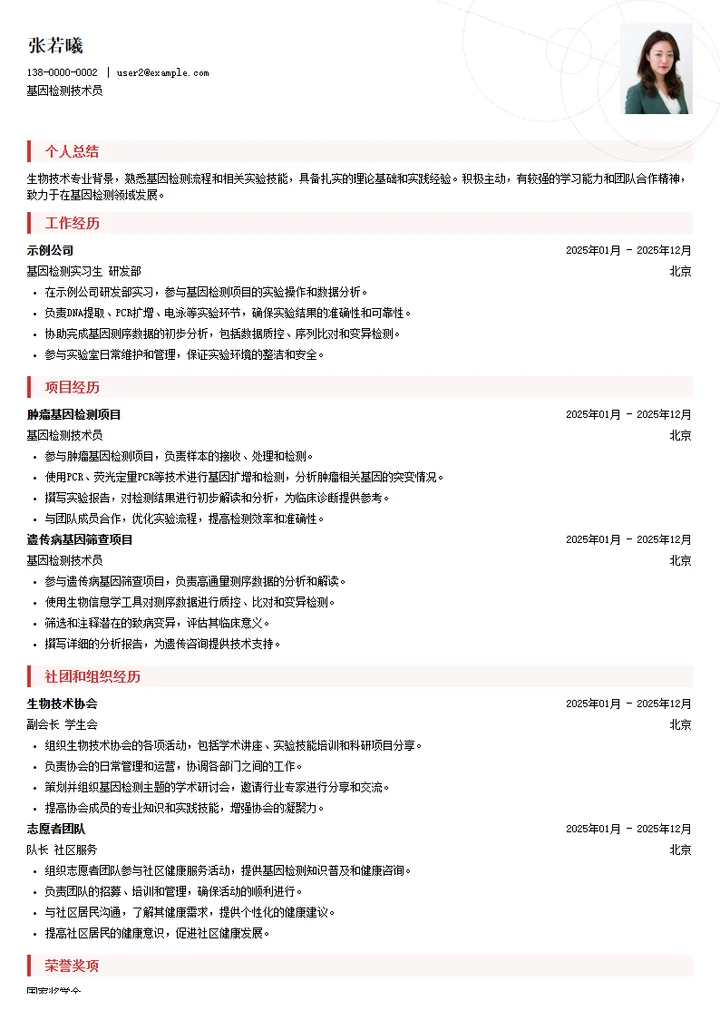 张若曦
138-0000-0002 | user2@example.com
基因检测技术员
个人总结
生物技术专业背景，熟悉基因检测流程和相关实验技能，具备扎实的理论基础和实践经验。积极主动，有较强的学习能力和团队合作精神，
致力于在基因检测领域发展。
工作经历
示例公司 2025年01月 - 2025年12月
基因检测实习生 研发部 北京
• 在示例公司研发部实习，参与基因检测项目的实验操作和数据分析。
• 负责DNA提取、PCR扩增、电泳等实验环节，确保实验结果的准确性和可靠性。
• 协助完成基因测序数据的初步分析，包括数据质控、序列比对和变异检测。
• 参与实验室日常维护和管理，保证实验环境的整洁和安全。
项目经历
肿瘤基因检测项目 2025年01月 - 2025年12月
基因检测技术员 北京
• 参与肿瘤基因检测项目，负责样本的接收、处理和检测。
• 使用PCR、荧光定量PCR等技术进行基因扩增和检测，分析肿瘤相关基因的突变情况。
• 撰写实验报告，对检测结果进行初步解读和分析，为临床诊断提供参考。
• 与团队成员合作，优化实验流程，提高检测效率和准确性。
遗传病基因筛查项目 2025年01月 - 2025年12月
基因检测技术员 北京
• 参与遗传病基因筛查项目，负责高通量测序数据的分析和解读。
• 使用生物信息学工具对测序数据进行质控、比对和变异检测。
• 筛选和注释潜在的致病变异，评估其临床意义。
• 撰写详细的分析报告，为遗传咨询提供技术支持。
社团和组织经历
生物技术协会 2025年01月 - 2025年12月
副会长 学生会 北京
• 组织生物技术协会的各项活动，包括学术讲座、实验技能培训和科研项目分享。
• 负责协会的日常管理和运营，协调各部门之间的工作。
• 策划并组织基因检测主题的学术研讨会，邀请行业专家进行分享和交流。
• 提高协会成员的专业知识和实践技能，增强协会的凝聚力。
志愿者团队 2025年01月 - 2025年12月
队长 社区服务 北京
• 组织志愿者团队参与社区健康服务活动，提供基因检测知识普及和健康咨询。
• 负责团队的招募、培训和管理，确保活动的顺利进行。
• 与社区居民沟通，了解其健康需求，提供个性化的健康建议。
• 提高社区居民的健康意识，促进社区健康发展。
荣誉奖项
国家奖学金